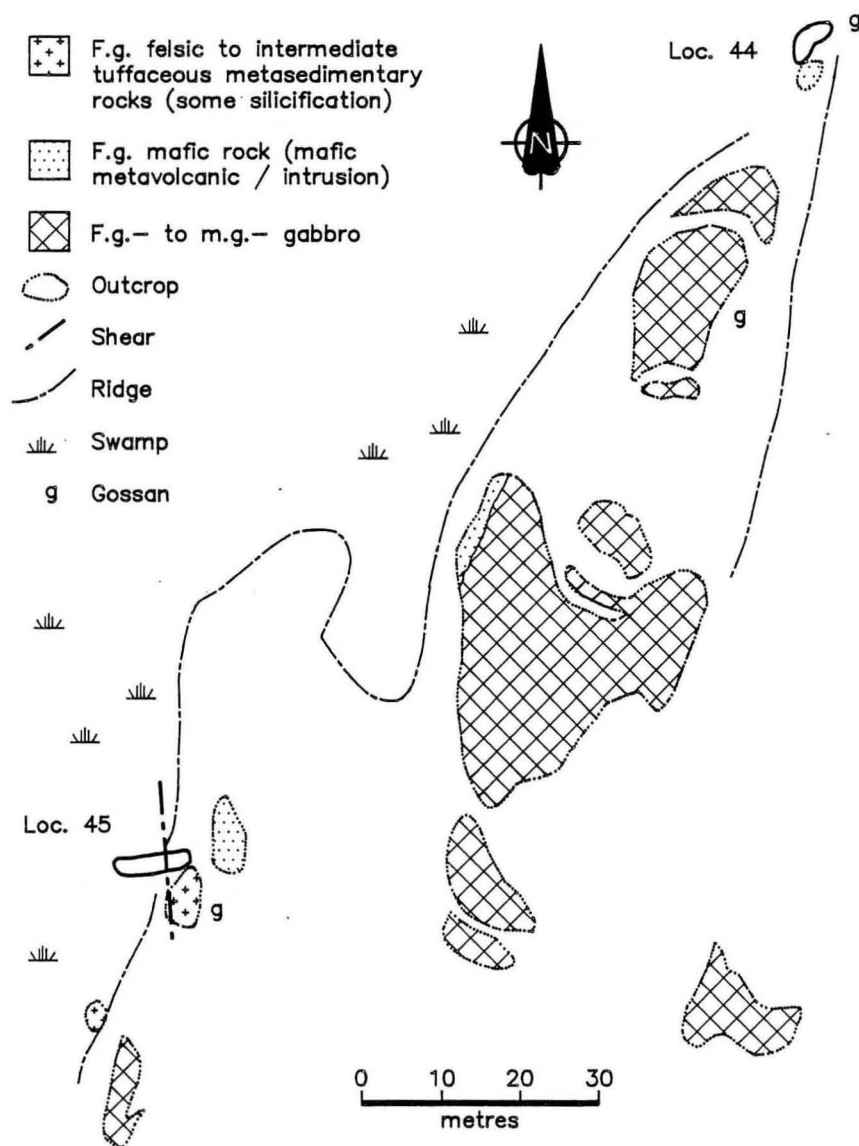 F.g. felsic to intermediate
tuffaceous metasedimentary
rocks (some silicification)
F.g. mafic rock (mafic
metavolcanic / intrusion)
F.g.- to m.g.- gabbro
Outcrop
Shear
Ridge
Swamp
g Gossan
N
Loc. 44
g
g
Loc. 45
g
0 10 20 30
metres